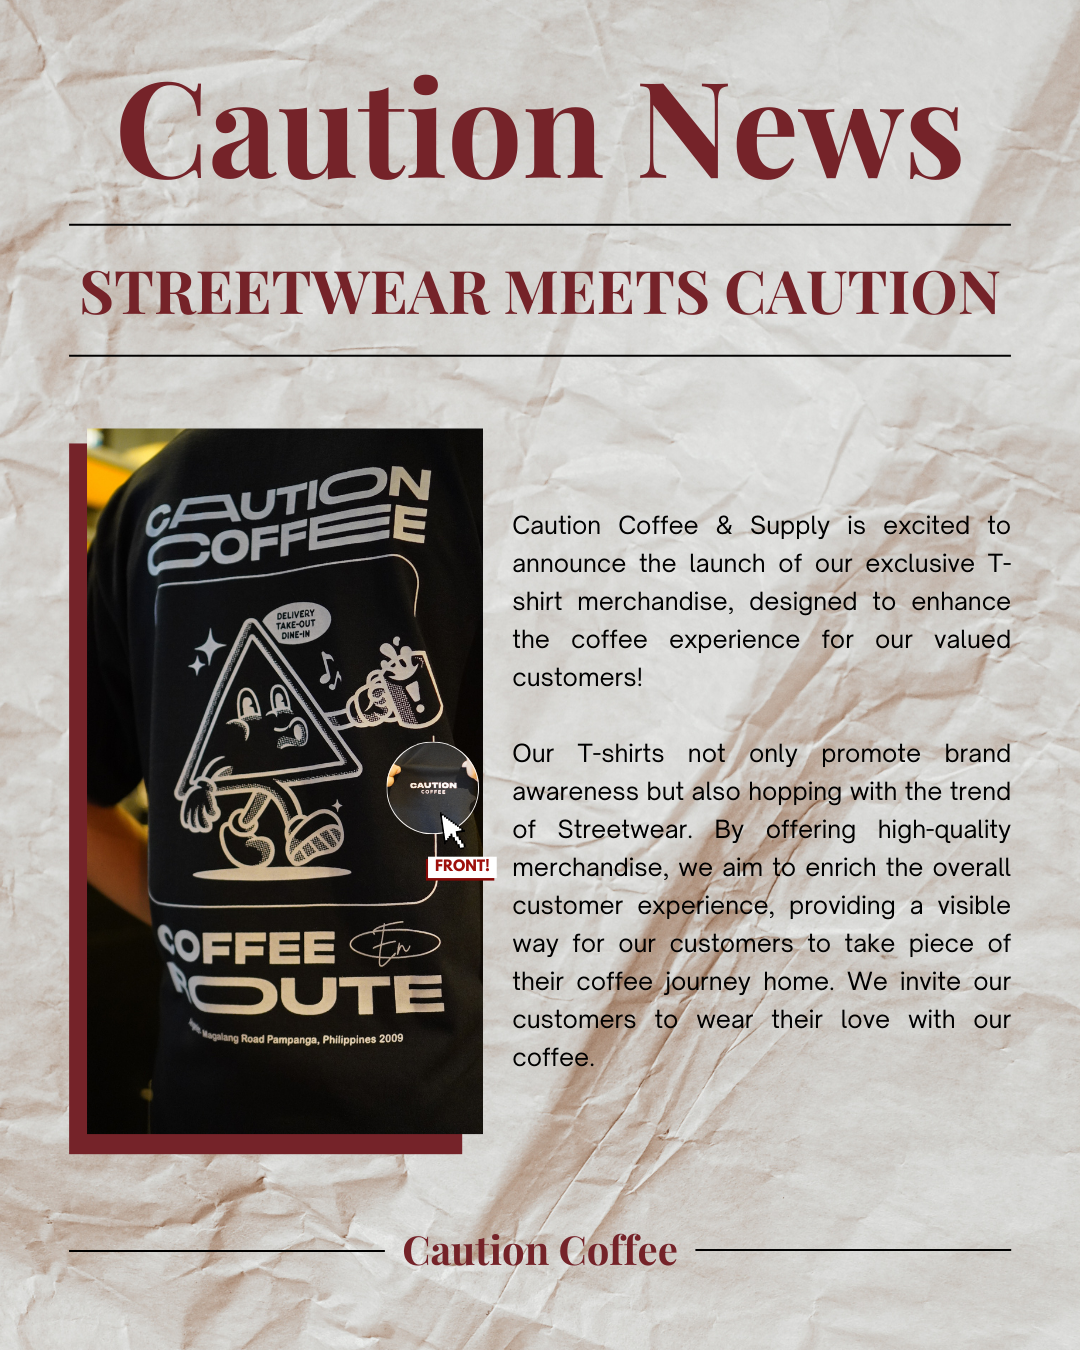 Caution News
STREETWEAR MEETS CAUTION
CAUTION
COFFEE
DELIVERY
TAKE-OUT
DINE-IN
!
CAUTION
COFFEE
FRONT!
COFFEE En
ROUTE
Magalang Road Pampanga, Philippines 2009
Caution Coffee & Supply is excited to
announce the launch of our exclusive T-
shirt merchandise, designed to enhance
the coffee experience for our valued
customers!
Our T-shirts not only promote brand
awareness but also hopping with the trend
of Streetwear. By offering high-quality
merchandise, we aim to enrich the overall
customer experience, providing a visible
way for our customers to take piece of
their coffee journey home. We invite our
customers to wear their love with our
coffee.
Caution Coffee